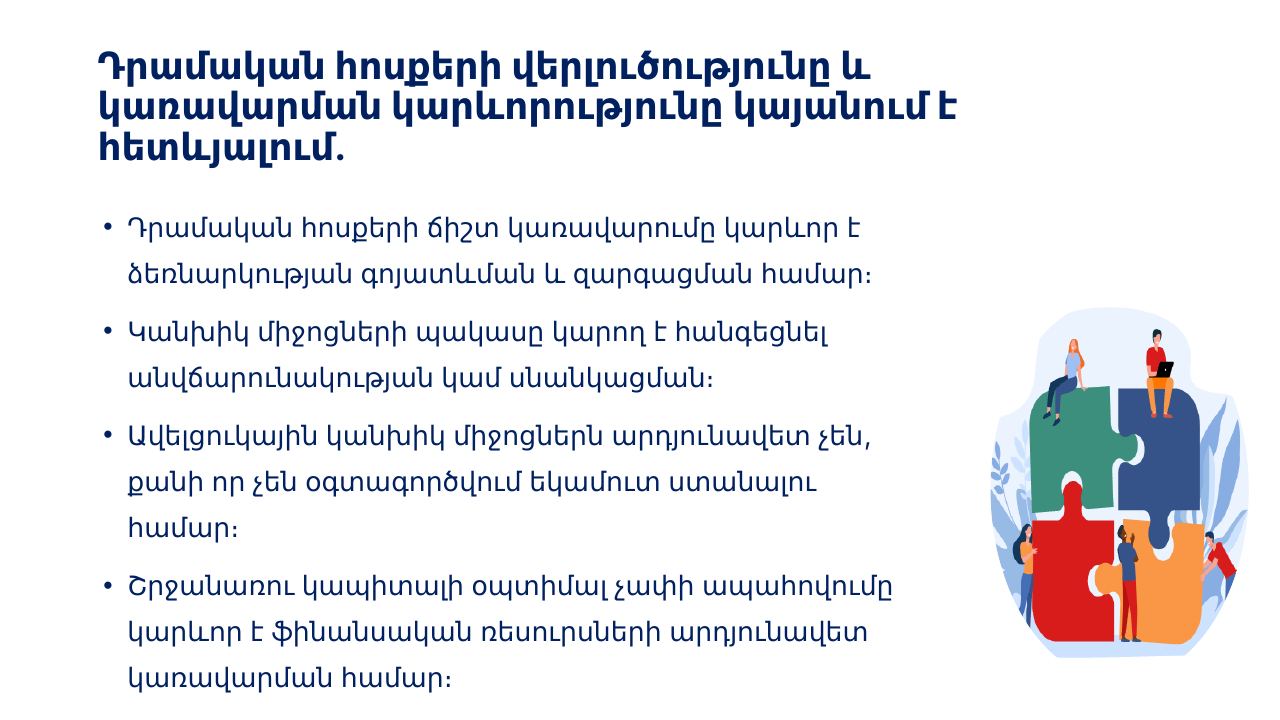 Դրամական հոսքերի վերլուծությունը և
կառավարման կարևորությունը կայանում է
հետևյալում.
• Դրամական հոսքերի ճիշտ կառավարումը կարևոր է
ձեռնարկության գոյատևման և զարգացման համար։
• Կանխիկ միջոցների պակասը կարող է հանգեցնել
անվճարունակության կամ սնանկացման։
• Ավելցուկային կանխիկ միջոցներն արդյունավետ չեն,
քանի որ չեն օգտագործվում եկամուտ ստանալու
համար։
• Շրջանառու կապիտալի օպտիմալ չափի ապահովումը
կարևոր է ֆինանսական ռեսուրսների արդյունավետ
կառավարման համար։